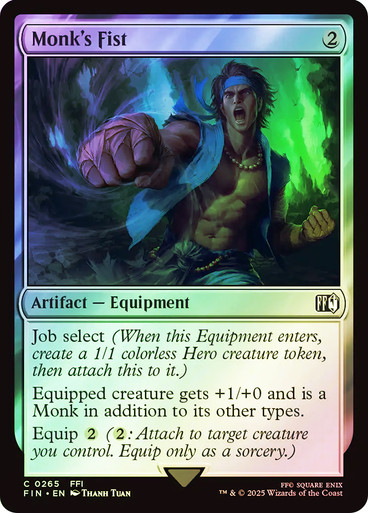 Monk's Fist 2
Artifact — Equipment
FF
Job select (When this Equipment enters,
create a 1/1 colorless Hero creature token,
then attach this to it.)
Equipped creature gets +1/+0 and is a
Monk in addition to its other types.
Equip 2 (2: Attach to target creature
you control. Equip only as a sorcery.)
C 0265 FFI
FIN • EN Thanh Tuan
FF© SQUARE ENIX
™ & © 2025 Wizards of the Coast